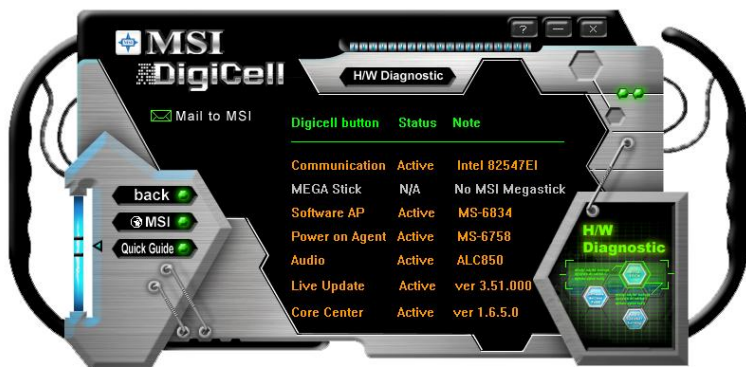 ? — X
MSI
DigiCell
H/W Diagnostic
Mail to MSI
Digicell button Status Note
Communication Active Intel 82547EI
MEGA Stick N/A No MSI Megastick
Software AP Active MS-6834
Power on Agent Active MS-6758
Audio Active ALC850
Live Update Active ver 3.51.000
Core Center Active ver 1.6.5.0
back
MSI
Quick Guide
H/W
Diagnostic